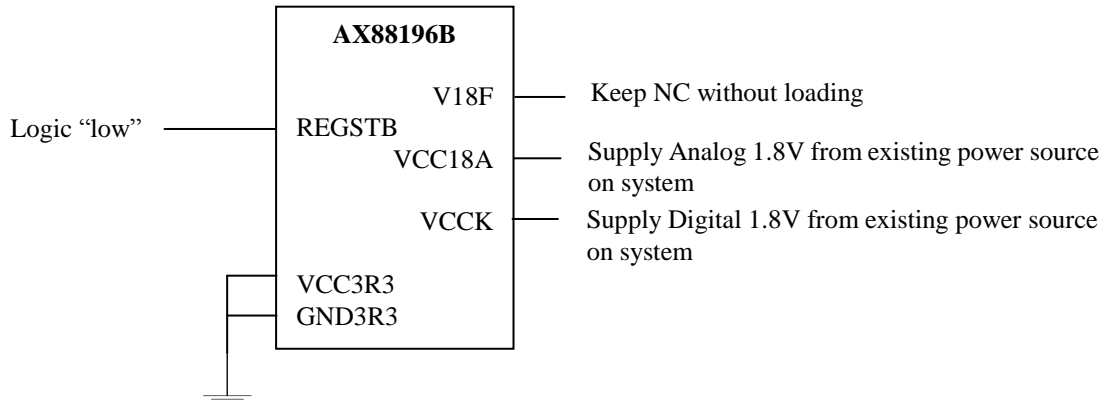 AX88196B
V18F
Keep NC without loading
Logic “low”
REGSTB
VCC18A
Supply Analog 1.8V from existing power source
on system
VCCK
Supply Digital 1.8V from existing power source
on system
VCC3R3
GND3R3